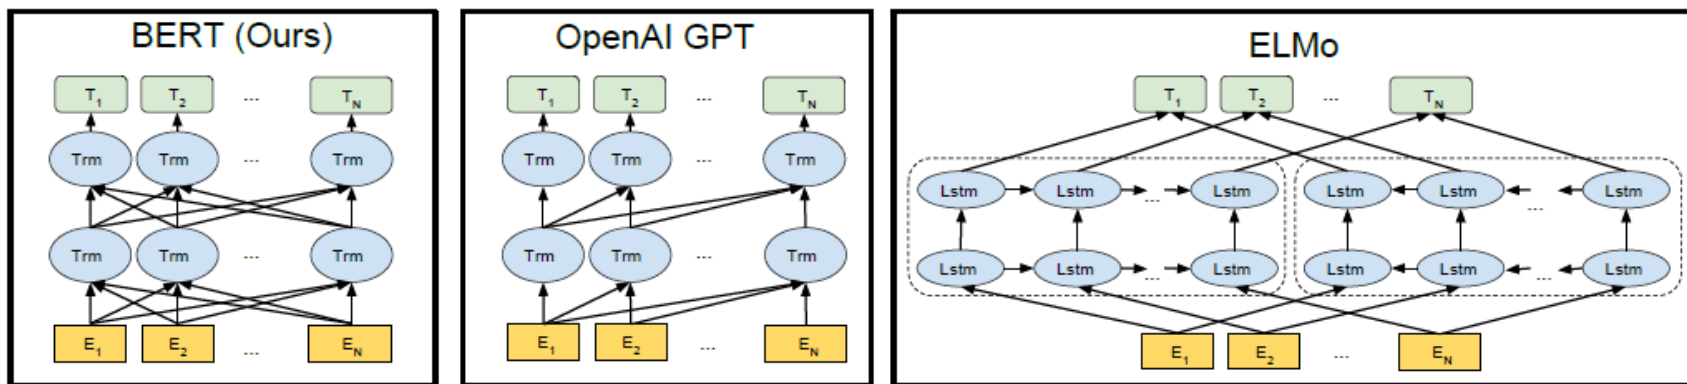 BERT (Ours)
T1 T2 ... TN
Trm Trm ... Trm
Trm Trm ... Trm
E1 E2 ... EN
OpenAI GPT
T1 T2 ... TN
Trm Trm ... Trm
Trm Trm ... Trm
E1 E2 ... EN
ELMo
T1 T2 ... TN
Lstm Lstm ... Lstm Lstm Lstm ... Lstm
Lstm Lstm ... Lstm Lstm Lstm ... Lstm
E1 E2 ... EN